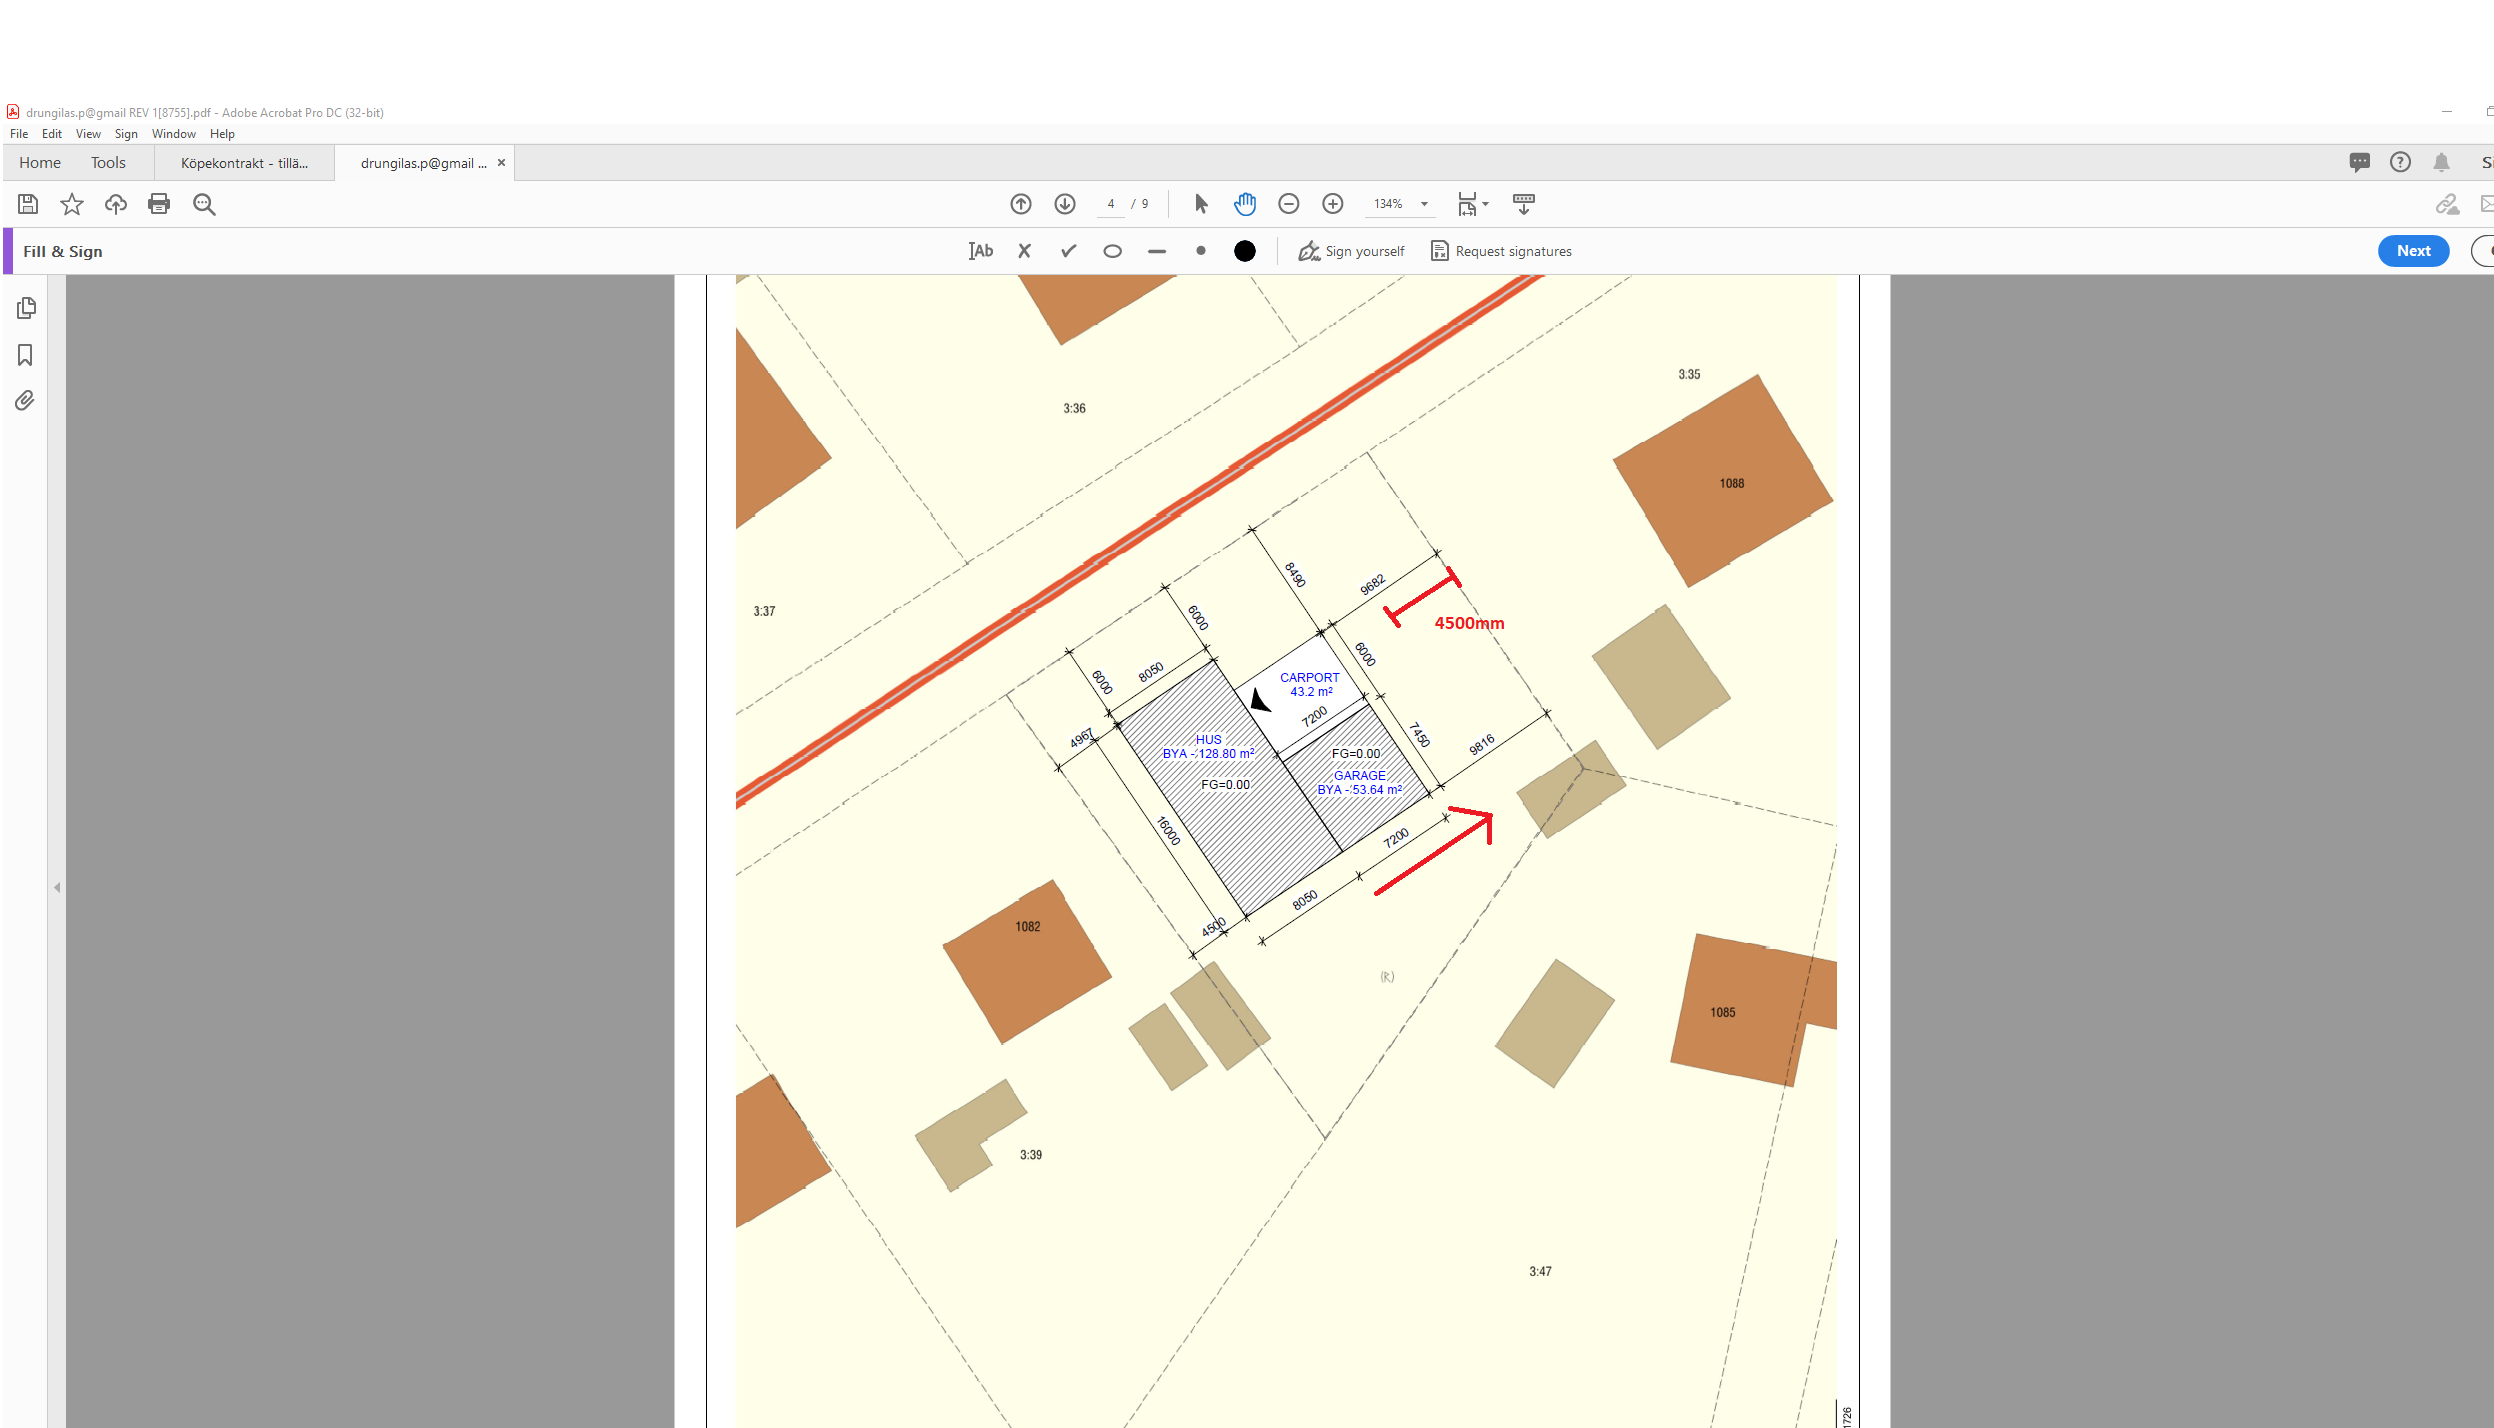 drungilas.p@gmail REV 1[8755].pdf - Adobe Acrobat Pro DC (32-bit)
File Edit View Sign Window Help
Home Tools Köpekontrakt - tillä... drungilas.p@gmail ... ×
4 / 9 134%
Fill & Sign
Ab Sign yourself Request signatures Next
3:35
3:36
1088
8490
9682
3:37
6000
4500mm
6000
8050
6000
CARPORT
43.2 m²
7200
4967
7450
9816
HUS
BYA - 128.80 m²
FG=0.00
FG=0.00
GARAGE
BYA - 53.64 m²
16000
7200
8050
4500
1082
(R)
1085
3:39
3:47
1726